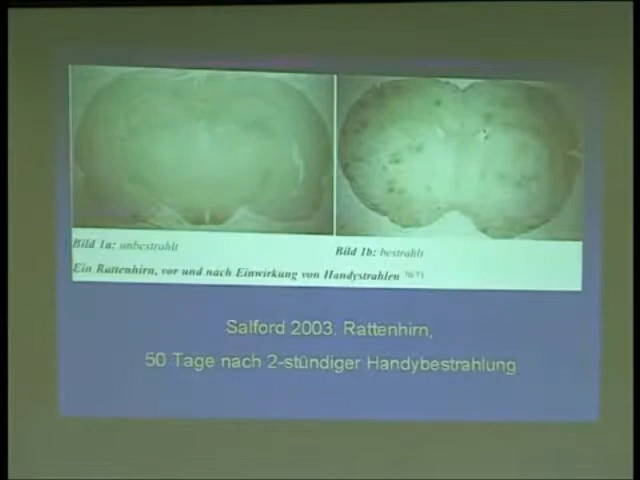 Bild 1a: unbestrahlt
Bild 1b: bestrahlt
Ein Rattenhirn, vor und nach Einwirkung von Handystrahlen
Salford 2003: Rattenhirn,
50 Tage nach 2-stündiger Handybestrahlung